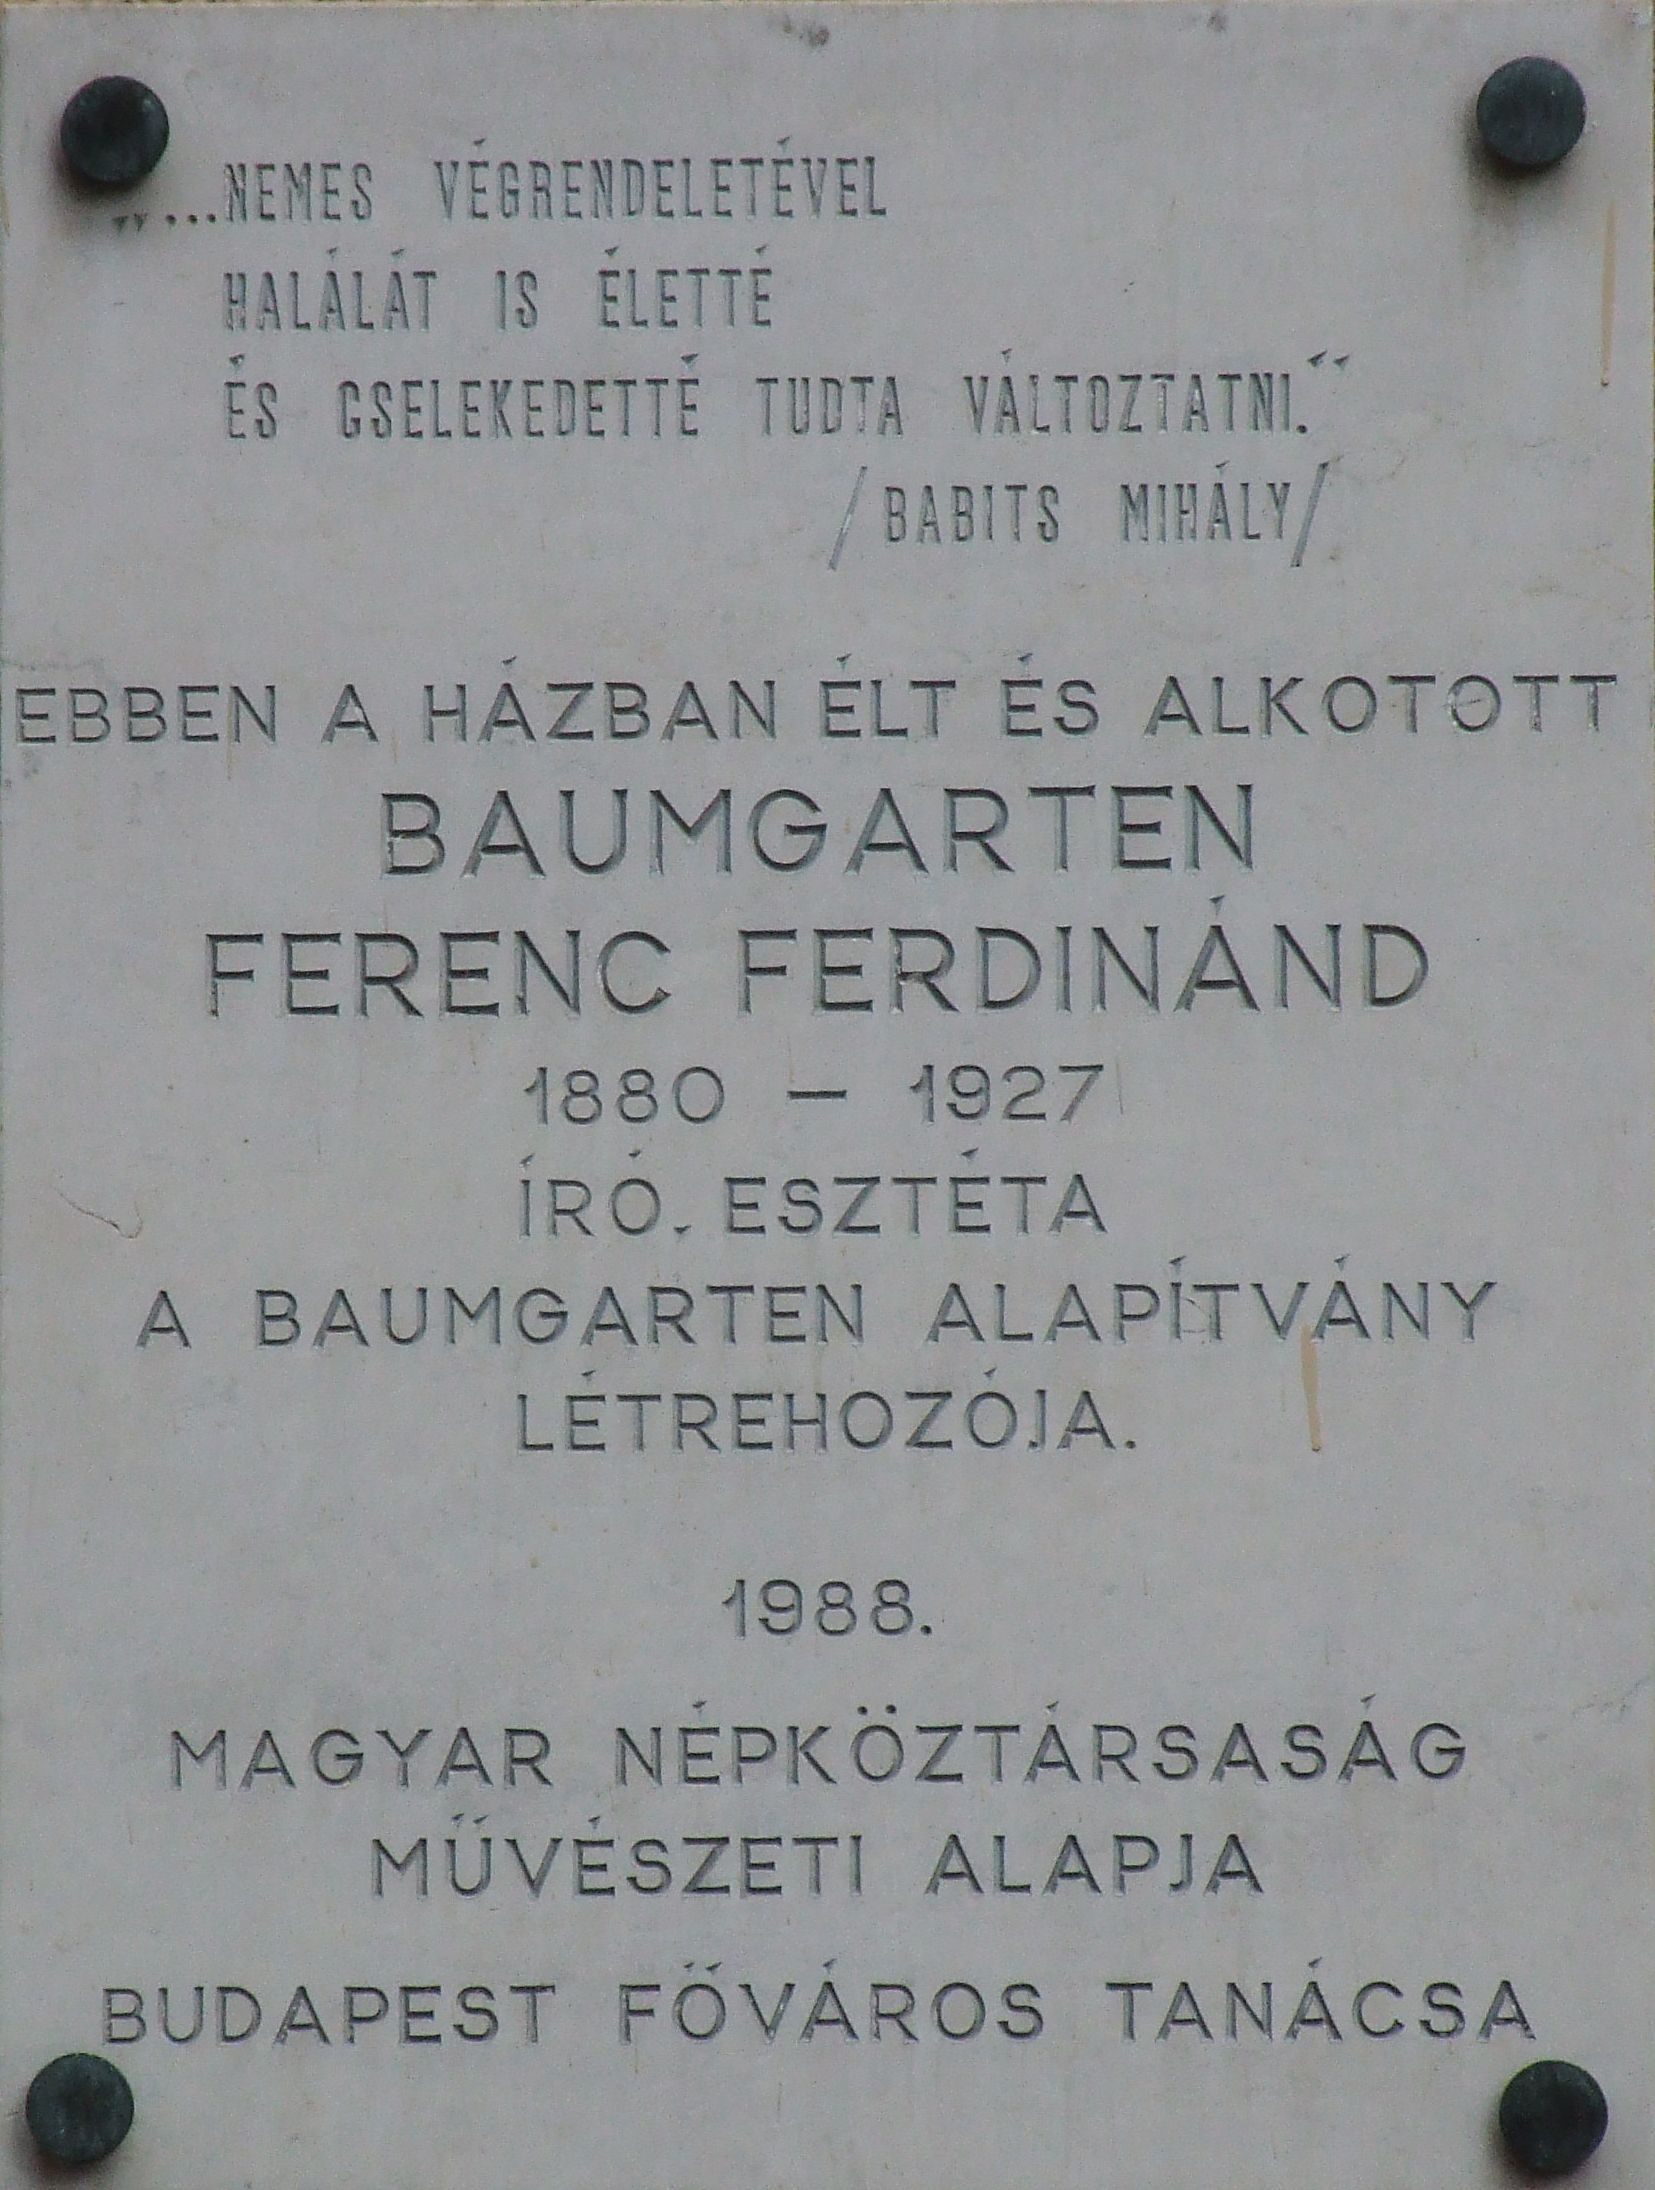 „...NEMES VÉGRENDELETÉVEL
HALÁLÁT IS ÉLETTÉ
ÉS CSELEKEDETTÉ TUDTA VÁLTOZTATNI.”
/BABITS MIHÁLY/
EBBEN A HÁZBAN ÉLT ÉS ALKOTOTT
BAUMGARTEN
FERENC FERDINÁND
1880 – 1927
ÍRÓ, ESZTÉTA
A BAUMGARTEN ALAPÍTVÁNY
LÉTREHOZÓJA.
1988.
MAGYAR NÉPKÖZTÁRSASÁG
MŰVÉSZETI ALAPJA
BUDAPEST FŐVÁROS TANÁCSA